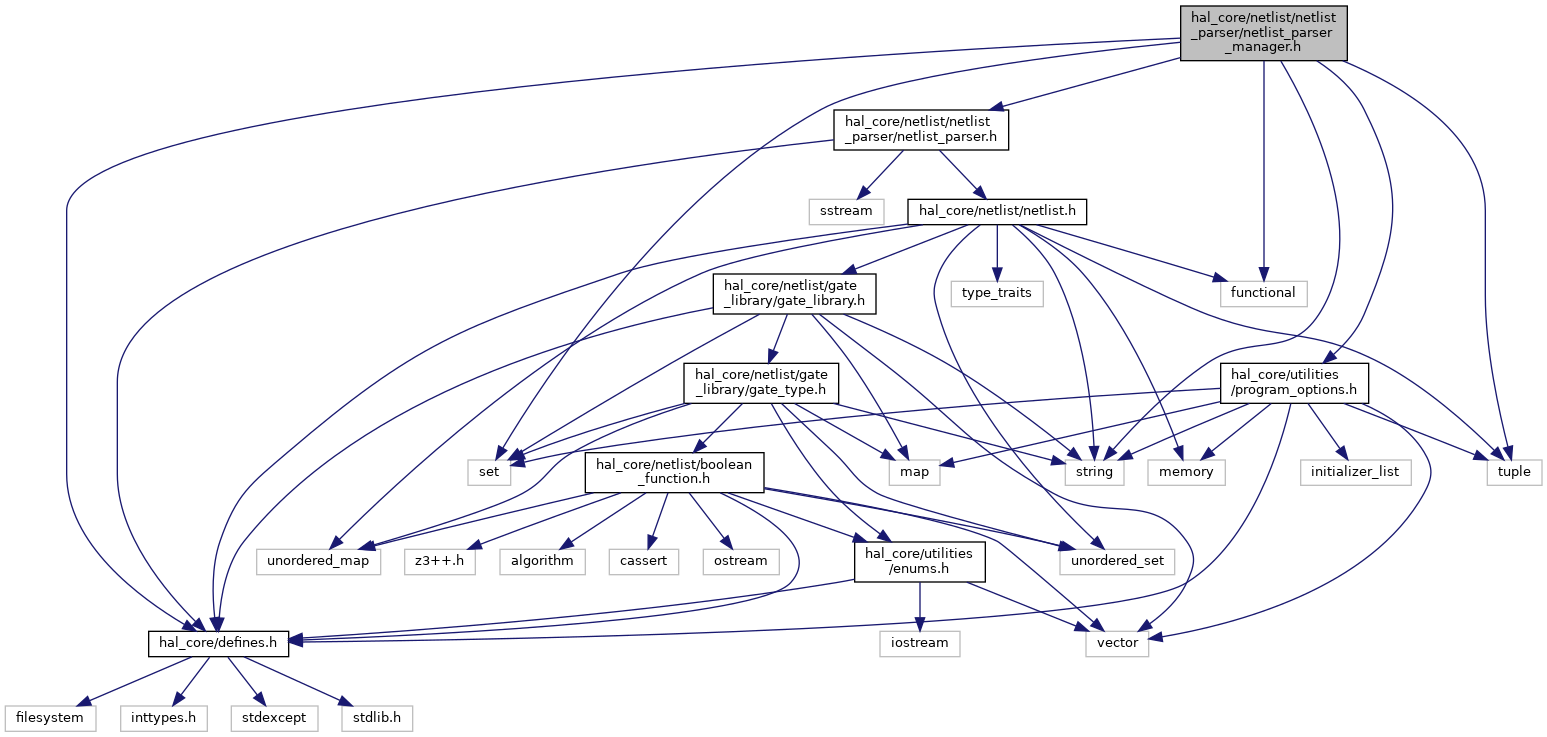 hal_core/netlist/netlist
_parser/netlist_parser
_manager.h
hal_core/netlist/netlist
_parser/netlist_parser.h
sstream
hal_core/netlist/netlist.h
hal_core/netlist/gate
_library/gate_library.h
type_traits
functional
hal_core/netlist/gate
_library/gate_type.h
hal_core/utilities
/program_options.h
set
hal_core/netlist/boolean
_function.h
map
string
memory
initializer_list
tuple
unordered_map
z3++.h
algorithm
cassert
ostream
hal_core/utilities
/enums.h
unordered_set
hal_core/defines.h
iostream
vector
filesystem
inttypes.h
stdexcept
stdlib.h